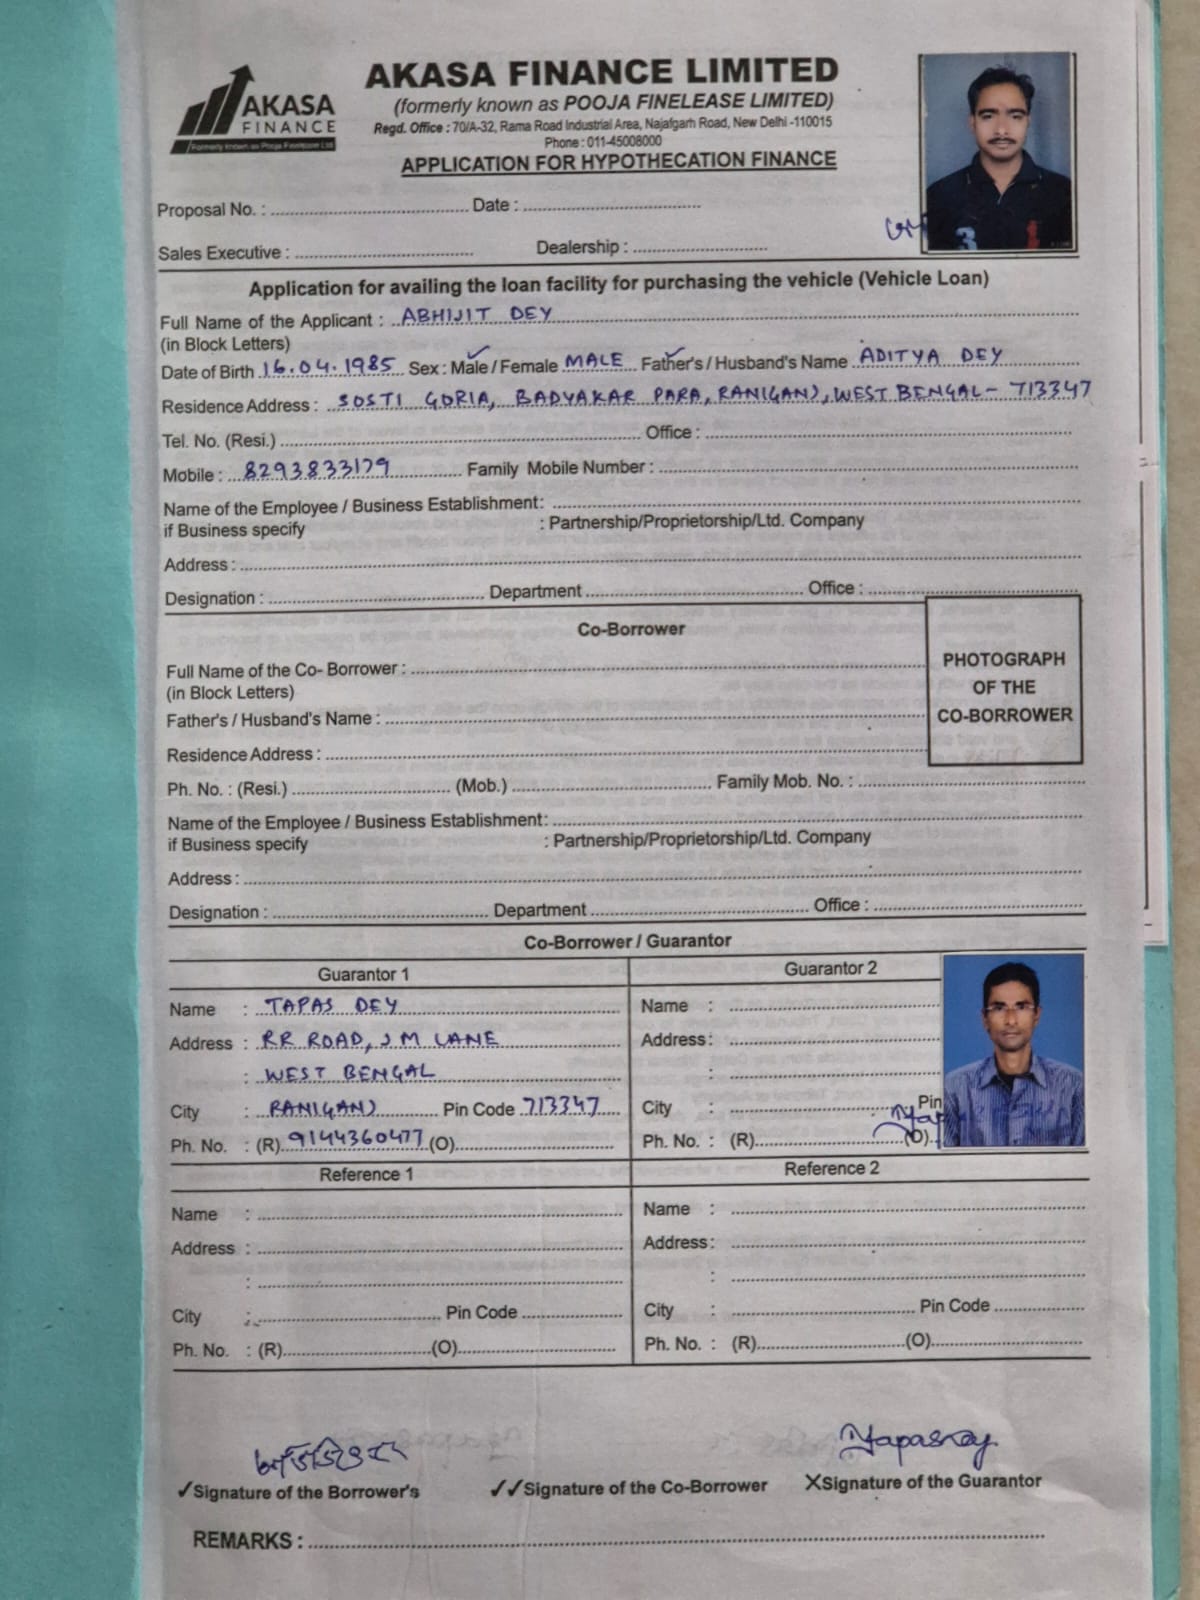 AKASA FINANCE LIMITED
(formerly known as POOJA FINELEASE LIMITED)
Regd. Office : 70/A-32, Rama Road Industrial Area, Najafgarh Road, New Delhi -110015
Phone : 011-45008000
APPLICATION FOR HYPOTHECATION FINANCE
AKASA
FINANCE
Formerly known as Pooja Finelease Ltd.
Proposal No. : Date :
Sales Executive : Dealership :
Application for availing the loan facility for purchasing the vehicle (Vehicle Loan)
Full Name of the Applicant : ABHIJIT DEY
(in Block Letters)
Date of Birth 16.04.1985 Sex : Male / Female MALE Father's / Husband's Name ADITYA DEY
Residence Address : SOSTI GORIA, BADYAKAR PARA, RANIGANJ, WEST BENGAL - 713347
Tel. No. (Resi.) Office :
Mobile : 8293833179 Family Mobile Number :
Name of the Employee / Business Establishment:
if Business specify : Partnership/Proprietorship/Ltd. Company
Address :
Designation : Department Office :
Co-Borrower
Full Name of the Co- Borrower :
(in Block Letters)
Father's / Husband's Name :
Residence Address :
PHOTOGRAPH
OF THE
CO-BORROWER
Ph. No. : (Resi.) (Mob.) Family Mob. No. :
Name of the Employee / Business Establishment:
if Business specify : Partnership/Proprietorship/Ltd. Company
Address :
Designation : Department Office :
Co-Borrower / Guarantor
Guarantor 1 Guarantor 2
Name : TAPAS DEY Name :
Address : RR ROAD, J M LANE Address :
: WEST BENGAL :
City : RANIGANJ Pin Code 713347 City : Pin
Ph. No. : (R) 9144360477 (O) Ph. No. : (R) (O)
Reference 1 Reference 2
Name : Name :
Address : Address :
: :
City : Pin Code City : Pin Code
Ph. No. : (R) (O) Ph. No. : (R) (O)
✓Signature of the Borrower's ✓✓Signature of the Co-Borrower XSignature of the Guarantor
REMARKS :